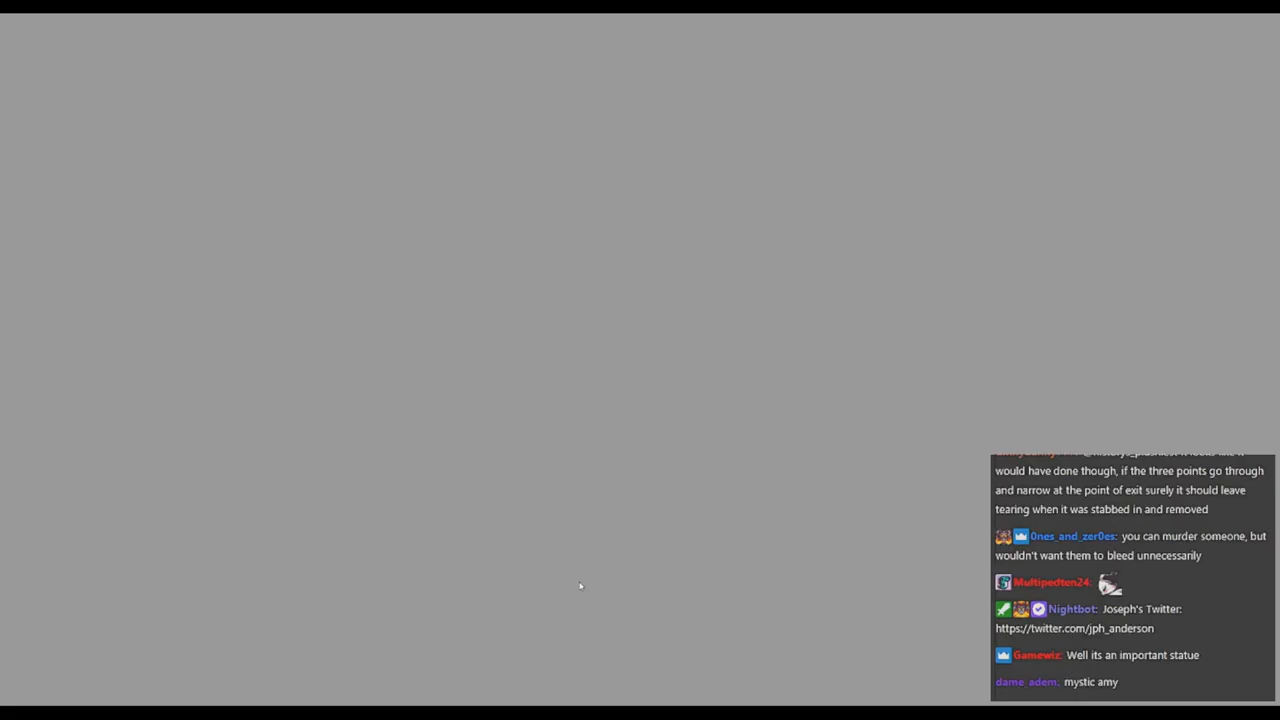 would have done though, if the three points go through
and narrow at the point of exit surely it should leave
tearing when it was stabbed in and removed
0nes_and_zer0es: you can murder someone, but
wouldn't want them to bleed unnecessarily
Multipedten24:
Nightbot: Joseph's Twitter:
https://twitter.com/jph_anderson
Gamewiz: Well its an important statue
dame_adem: mystic amy